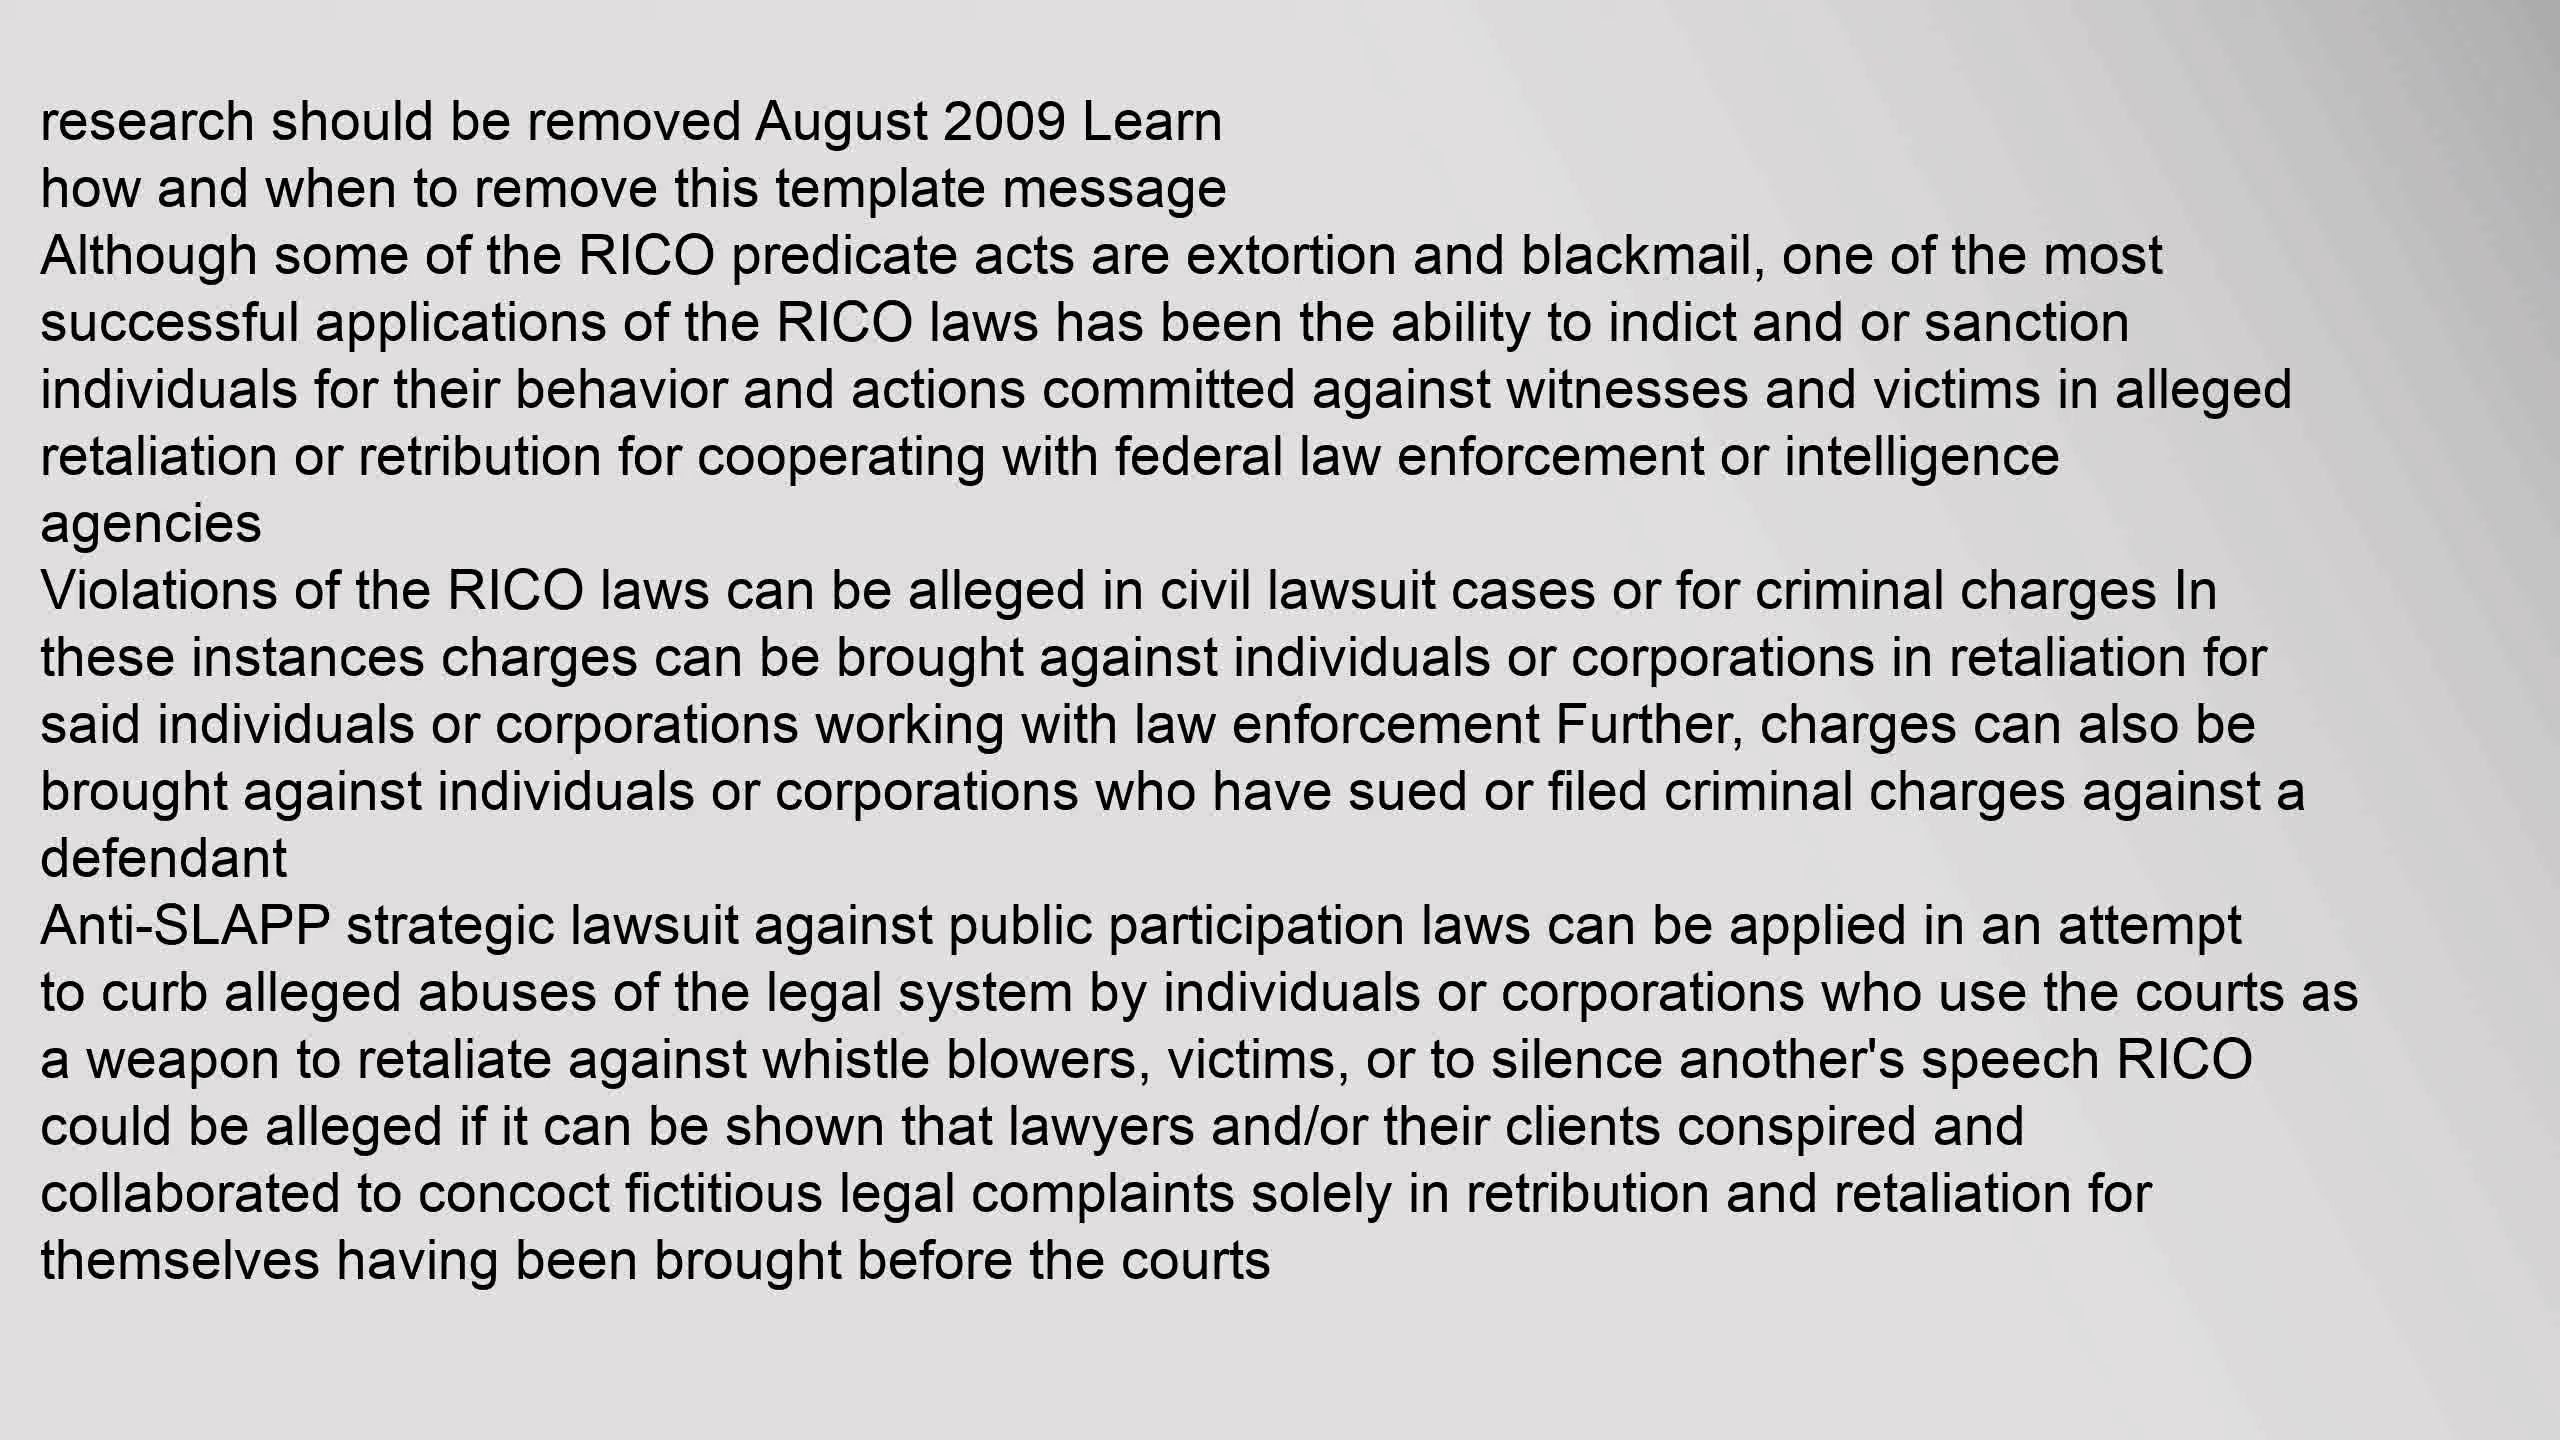 research should be removed August 2009 Learn
how and when to remove this template message
Although some of the RICO predicate acts are extortion and blackmail, one of the most
successful applications of the RICO laws has been the ability to indict and or sanction
individuals for their behavior and actions committed against witnesses and victims in alleged
retaliation or retribution for cooperating with federal law enforcement or intelligence
agencies
Violations of the RICO laws can be alleged in civil lawsuit cases or for criminal charges In
these instances charges can be brought against individuals or corporations in retaliation for
said individuals or corporations working with law enforcement Further, charges can also be
brought against individuals or corporations who have sued or filed criminal charges against a
defendant
Anti-SLAPP strategic lawsuit against public participation laws can be applied in an attempt
to curb alleged abuses of the legal system by individuals or corporations who use the courts as
a weapon to retaliate against whistle blowers, victims, or to silence another's speech RICO
could be alleged if it can be shown that lawyers and/or their clients conspired and
collaborated to concoct fictitious legal complaints solely in retribution and retaliation for
themselves having been brought before the courts